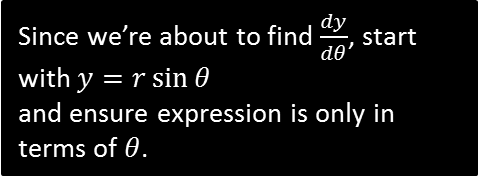 Since we’re about to find dy/dθ, start
with y = r sin θ
and ensure expression is only in
terms of θ.